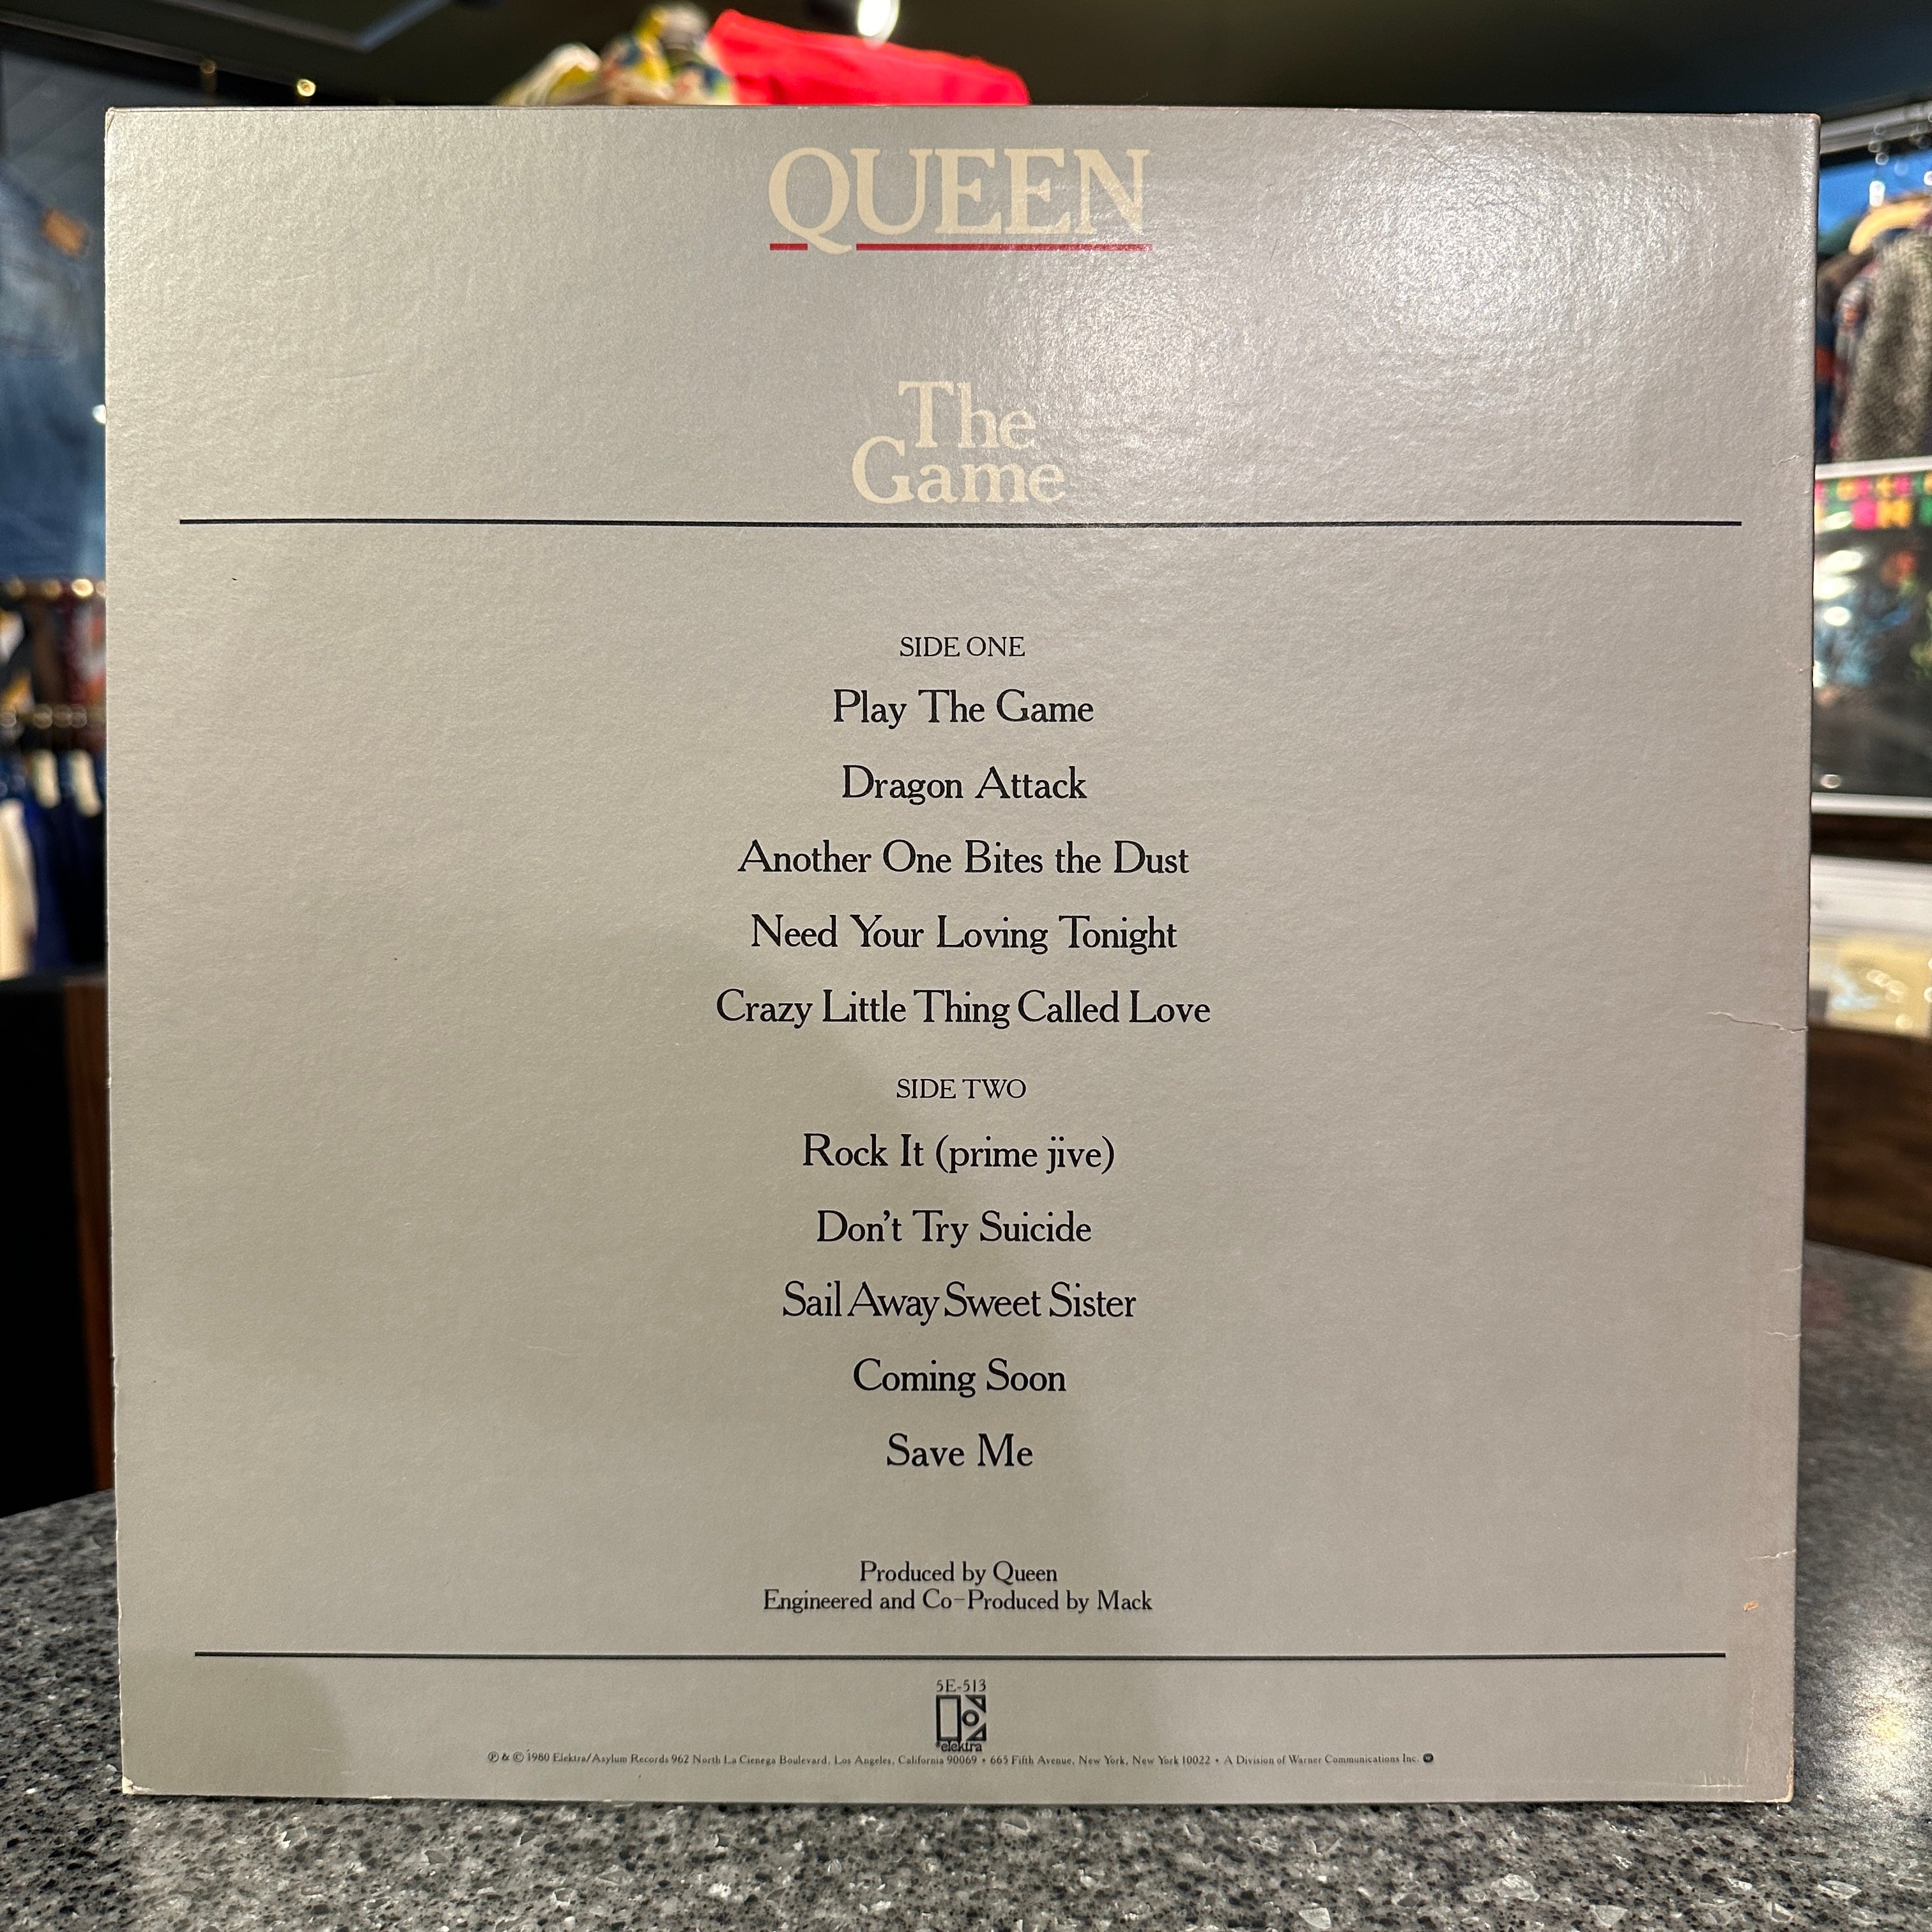 QUEEN
The
Game
SIDE ONE
Play The Game
Dragon Attack
Another One Bites the Dust
Need Your Loving Tonight
Crazy Little Thing Called Love
SIDE TWO
Rock It (prime jive)
Don't Try Suicide
Sail Away Sweet Sister
Coming Soon
Save Me
Produced by Queen
Engineered and Co-Produced by Mack
5E-513
elektra
℗ & © 1980 Elektra/Asylum Records 962 North La Cienega Boulevard, Los Angeles, California 90069 • 665 Fifth Avenue, New York, New York 10022 • A Division of Warner Communications Inc.